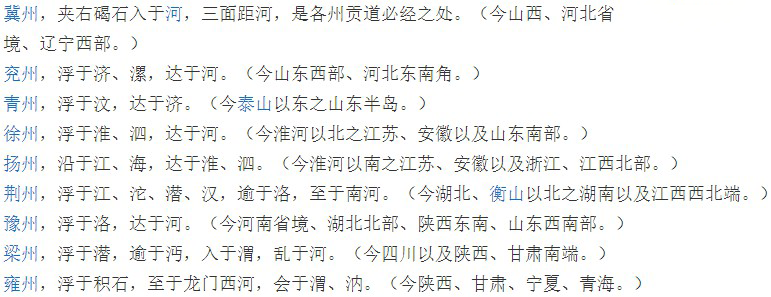 冀州，夹右碣石入于河，三面距河，是各州贡道必经之处。（今山西、河北省
境、辽宁西部。）
兖州，浮于济、漯，达于河。（今山东西部、河北东南角。）
青州，浮于汶，达于济。（今泰山以东之山东半岛。）
徐州，浮于淮、泗，达于河。（今淮河以北之江苏、安徽以及山东南部。）
扬州，沿于江、海，达于淮、泗。（今淮河以南之江苏、安徽以及浙江、江西北部。）
荆州，浮于江、沱、潜、汉，逾于洛，至于南河。（今湖北、衡山以北之湖南以及江西西北端。）
豫州，浮于洛，达于河。（今河南省境、湖北北部、陕西东南、山东西南部。）
梁州，浮于潜，逾于沔，入于渭，乱于河。（今四川以及陕西、甘肃南端。）
雍州，浮于积石，至于龙门西河，会于渭、汭。（今陕西、甘肃、宁夏、青海。）